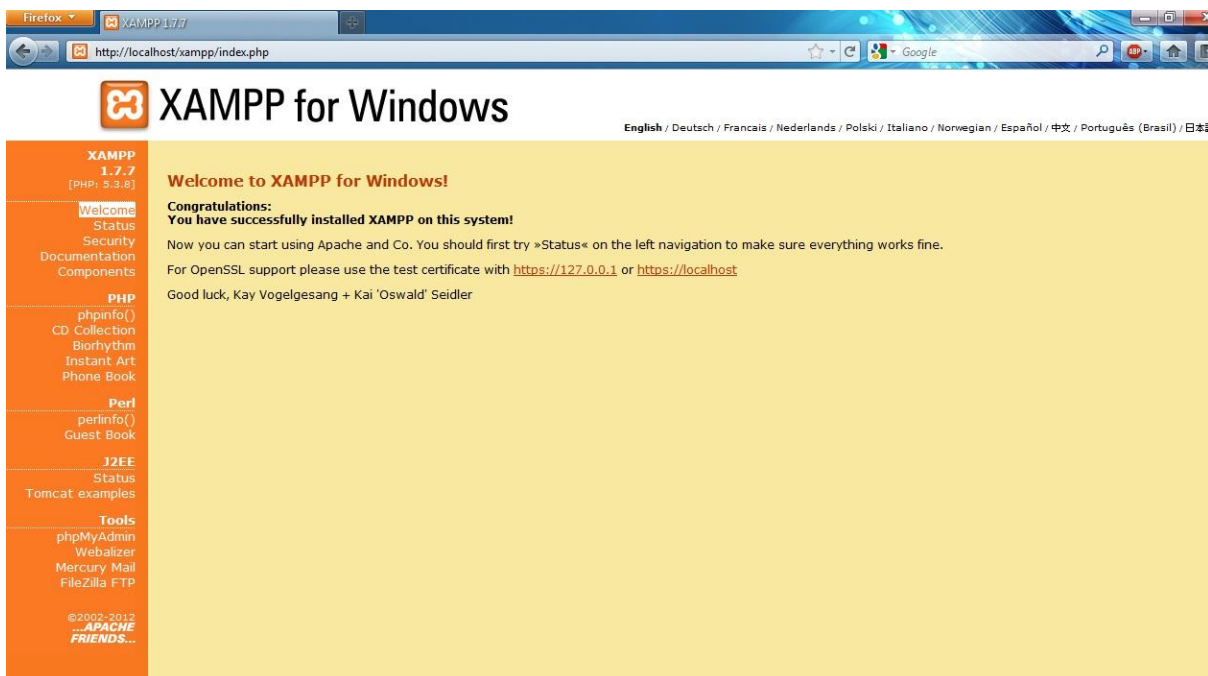 Firefox
XAMPP 1.7.7
http://localhost/xampp/index.php
Google
ABP
XAMPP for Windows
English / Deutsch / Francais / Nederlands / Polski / Italiano / Norwegian / Español / 中文 / Português (Brasil) / 日本
XAMPP
1.7.7
[PHP: 5.3.8]
Welcome
Status
Security
Documentation
Components
PHP
phpinfo()
CD Collection
Biorhythm
Instant Art
Phone Book
Perl
perlinfo()
Guest Book
J2EE
Status
Tomcat examples
Tools
phpMyAdmin
Webalizer
Mercury Mail
FileZilla FTP
©2002-2012
...APACHE
FRIENDS...
Welcome to XAMPP for Windows!
Congratulations:
You have successfully installed XAMPP on this system!
Now you can start using Apache and Co. You should first try »Status« on the left navigation to make sure everything works fine.
For OpenSSL support please use the test certificate with https://127.0.0.1 or https://localhost
Good luck, Kay Vogelgesang + Kai 'Oswald' Seidler